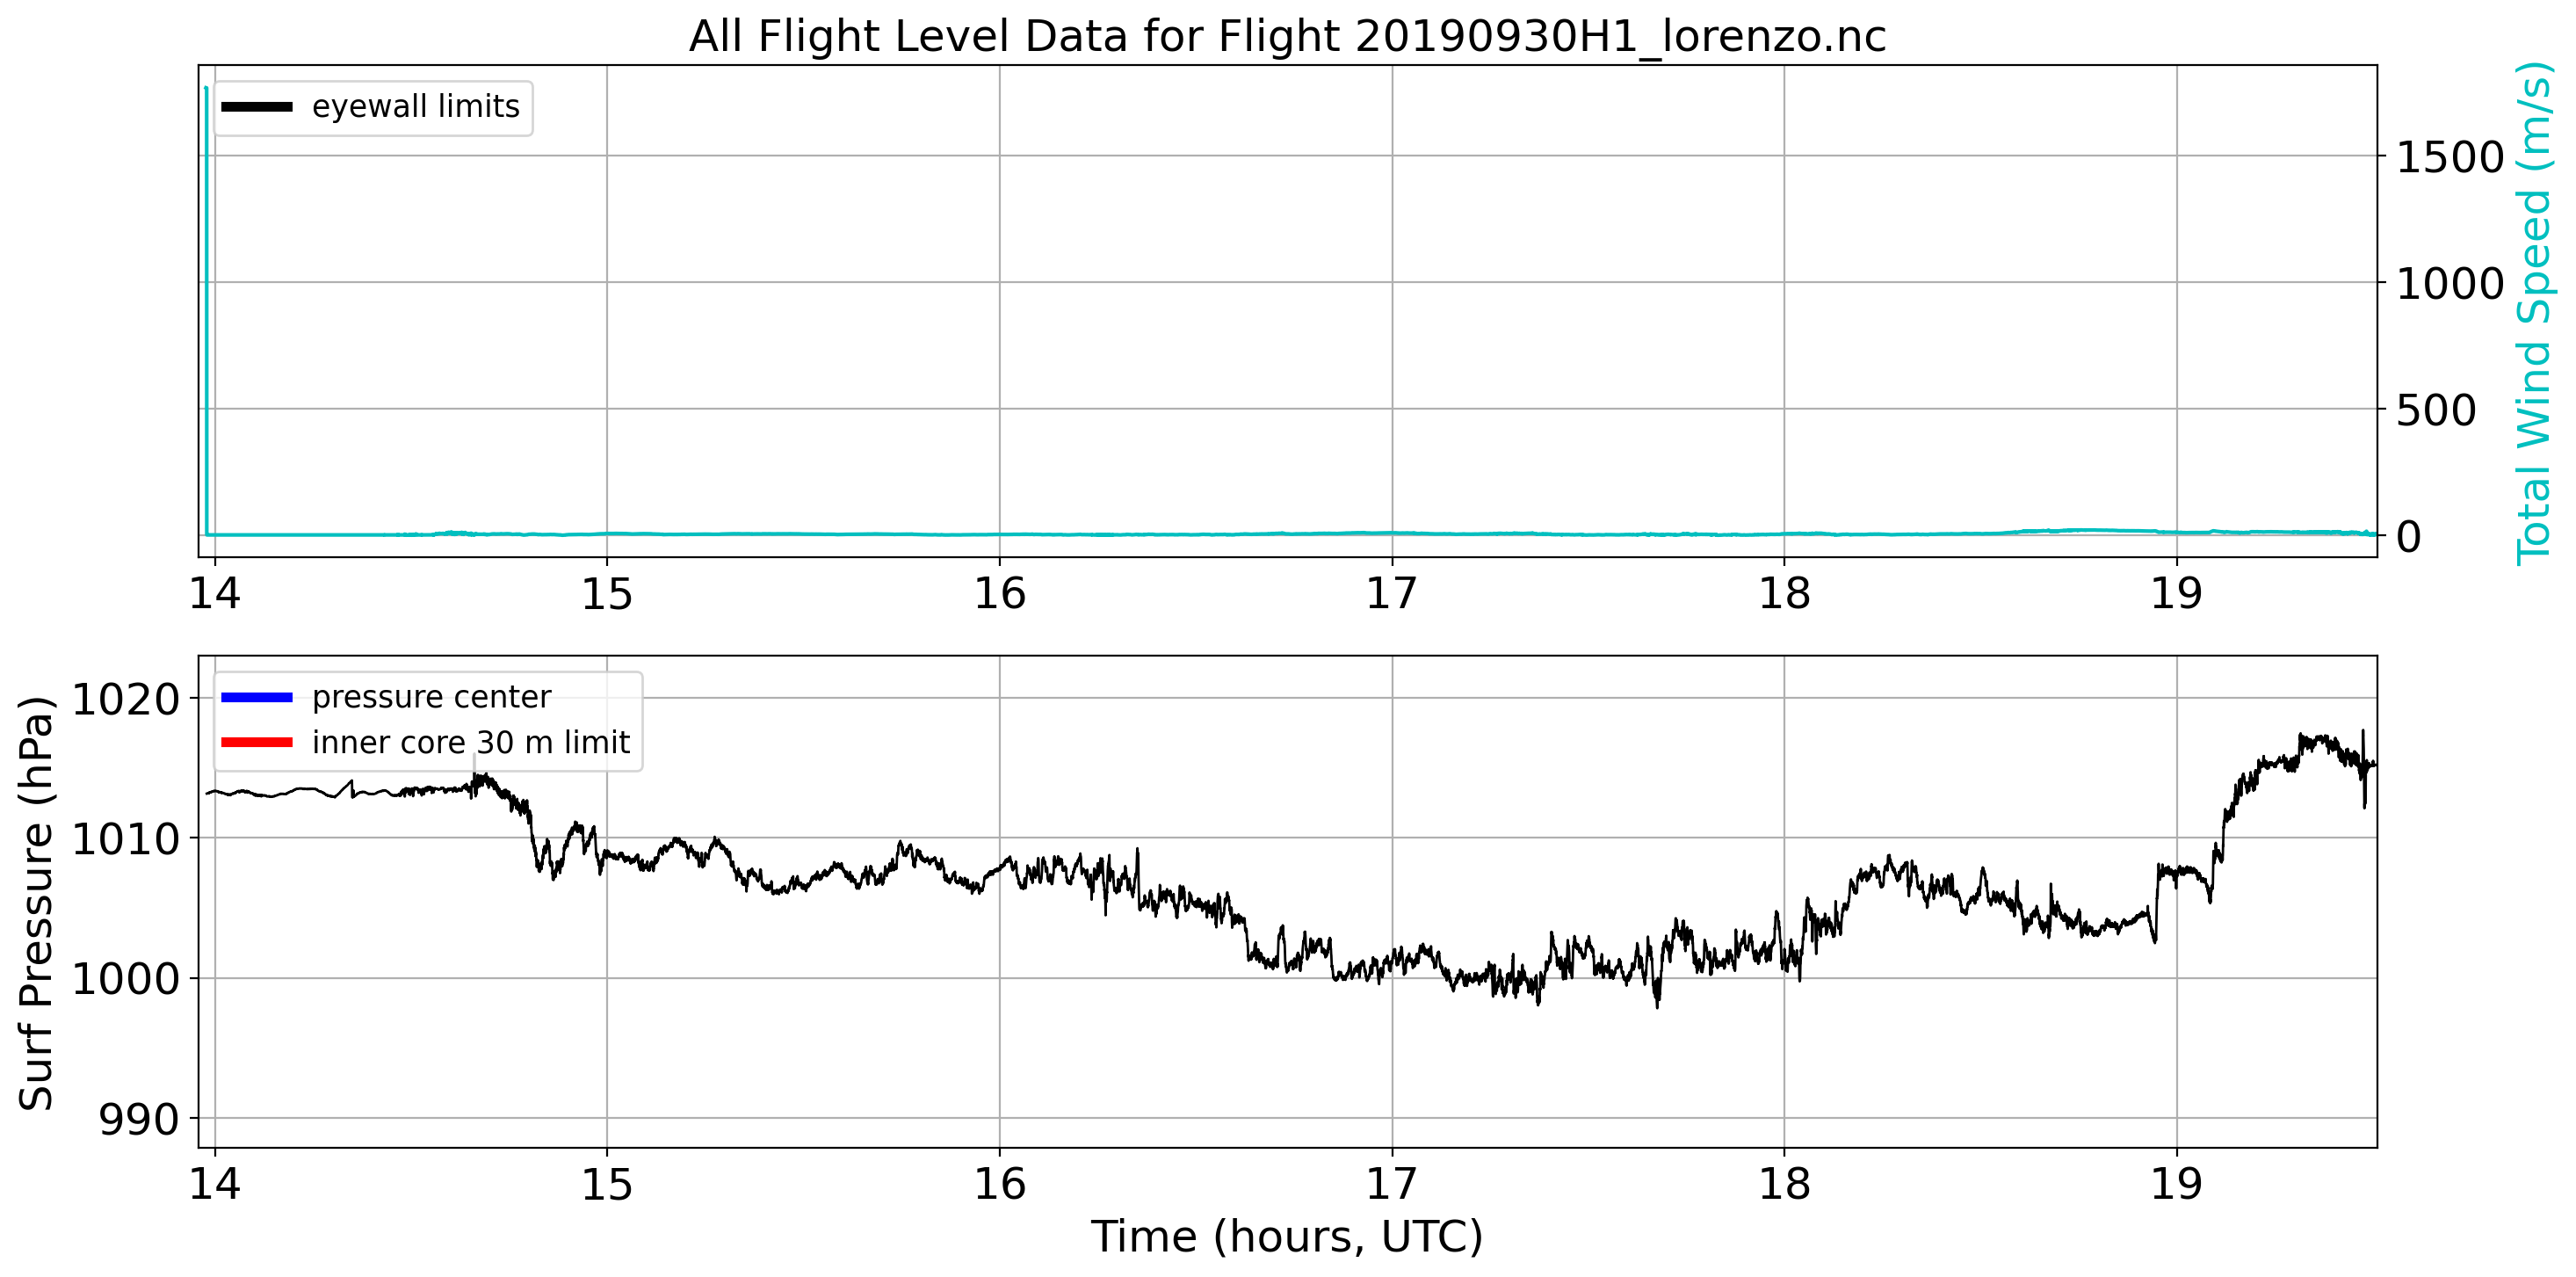 All Flight Level Data for Flight 20190930H1_lorenzo.nc
eyewall limits
1500
1000
500
0
Total Wind Speed (m/s)
14 15 16 17 18 19
pressure center
inner core 30 m limit
1020
1010
1000
990
Surf Pressure (hPa)
14 15 16 17 18 19
Time (hours, UTC)